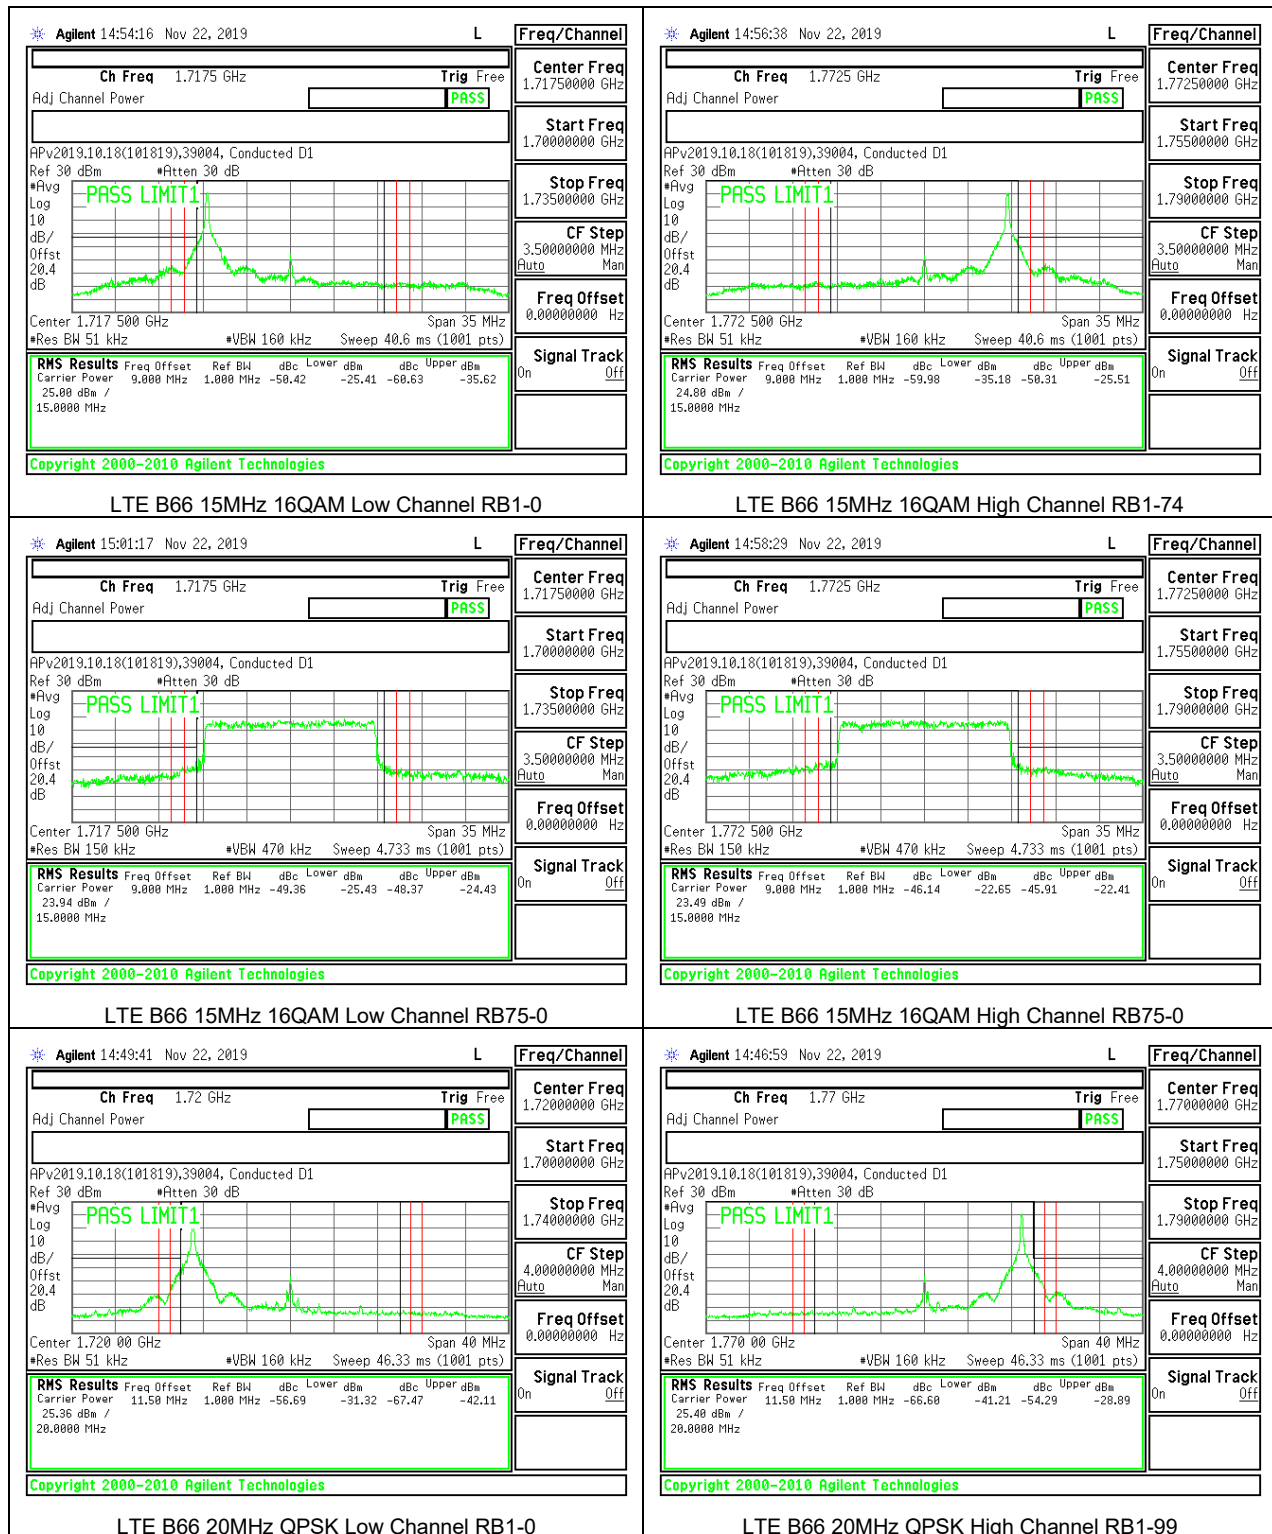 Agilent 14:54:16 Nov 22, 2019 L
Freq/Channel
Ch Freq 1.7175 GHz Trig Free
Adj Channel Power PASS
APv2019.10.18(101819),39004, Conducted D1
Ref 30 dBm #Atten 30 dB
#Avg
Log
10
dB/
Offst
20.4
dB
PASS LIMIT1
Center 1.717 500 GHz Span 35 MHz
#Res BW 51 kHz #VBW 160 kHz Sweep 40.6 ms (1001 pts)
RMS Results Freq Offset Ref BW dBc Lower dBm dBc Upper dBm
Carrier Power 9.000 MHz 1.000 MHz -50.42 -25.41 -60.63 -35.62
25.00 dBm /
15.0000 MHz
Copyright 2000-2010 Agilent Technologies
Center Freq
1.71750000 GHz
Start Freq
1.70000000 GHz
Stop Freq
1.73500000 GHz
CF Step
3.50000000 MHz
Auto Man
Freq Offset
0.00000000 Hz
Signal Track
On Off
LTE B66 15MHz 16QAM Low Channel RB1-0
Agilent 14:56:38 Nov 22, 2019 L
Freq/Channel
Ch Freq 1.7725 GHz Trig Free
Adj Channel Power PASS
APv2019.10.18(101819),39004, Conducted D1
Ref 30 dBm #Atten 30 dB
#Avg
Log
10
dB/
Offst
20.4
dB
PASS LIMIT1
Center 1.772 500 GHz Span 35 MHz
#Res BW 51 kHz #VBW 160 kHz Sweep 40.6 ms (1001 pts)
RMS Results Freq Offset Ref BW dBc Lower dBm dBc Upper dBm
Carrier Power 9.000 MHz 1.000 MHz -59.98 -35.18 -50.31 -25.51
24.80 dBm /
15.0000 MHz
Copyright 2000-2010 Agilent Technologies
Center Freq
1.77250000 GHz
Start Freq
1.75500000 GHz
Stop Freq
1.79000000 GHz
CF Step
3.50000000 MHz
Auto Man
Freq Offset
0.00000000 Hz
Signal Track
On Off
LTE B66 15MHz 16QAM High Channel RB1-74
Agilent 15:01:17 Nov 22, 2019 L
Freq/Channel
Ch Freq 1.7175 GHz Trig Free
Adj Channel Power PASS
APv2019.10.18(101819),39004, Conducted D1
Ref 30 dBm #Atten 30 dB
#Avg
Log
10
dB/
Offst
20.4
dB
PASS LIMIT1
Center 1.717 500 GHz Span 35 MHz
#Res BW 150 kHz #VBW 470 kHz Sweep 4.733 ms (1001 pts)
RMS Results Freq Offset Ref BW dBc Lower dBm dBc Upper dBm
Carrier Power 9.000 MHz 1.000 MHz -49.36 -25.43 -48.37 -24.43
23.94 dBm /
15.0000 MHz
Copyright 2000-2010 Agilent Technologies
Center Freq
1.71750000 GHz
Start Freq
1.70000000 GHz
Stop Freq
1.73500000 GHz
CF Step
3.50000000 MHz
Auto Man
Freq Offset
0.00000000 Hz
Signal Track
On Off
LTE B66 15MHz 16QAM Low Channel RB75-0
Agilent 14:58:29 Nov 22, 2019 L
Freq/Channel
Ch Freq 1.7725 GHz Trig Free
Adj Channel Power PASS
APv2019.10.18(101819),39004, Conducted D1
Ref 30 dBm #Atten 30 dB
#Avg
Log
10
dB/
Offst
20.4
dB
PASS LIMIT1
Center 1.772 500 GHz Span 35 MHz
#Res BW 150 kHz #VBW 470 kHz Sweep 4.733 ms (1001 pts)
RMS Results Freq Offset Ref BW dBc Lower dBm dBc Upper dBm
Carrier Power 9.000 MHz 1.000 MHz -46.14 -22.65 -45.91 -22.41
23.49 dBm /
15.0000 MHz
Copyright 2000-2010 Agilent Technologies
Center Freq
1.77250000 GHz
Start Freq
1.75500000 GHz
Stop Freq
1.79000000 GHz
CF Step
3.50000000 MHz
Auto Man
Freq Offset
0.00000000 Hz
Signal Track
On Off
LTE B66 15MHz 16QAM High Channel RB75-0
Agilent 14:49:41 Nov 22, 2019 L
Freq/Channel
Ch Freq 1.72 GHz Trig Free
Adj Channel Power PASS
APv2019.10.18(101819),39004, Conducted D1
Ref 30 dBm #Atten 30 dB
#Avg
Log
10
dB/
Offst
20.4
dB
PASS LIMIT1
Center 1.720 00 GHz Span 40 MHz
#Res BW 51 kHz #VBW 160 kHz Sweep 46.33 ms (1001 pts)
RMS Results Freq Offset Ref BW dBc Lower dBm dBc Upper dBm
Carrier Power 11.50 MHz 1.000 MHz -56.69 -31.32 -67.47 -42.11
25.36 dBm /
20.0000 MHz
Copyright 2000-2010 Agilent Technologies
Center Freq
1.72000000 GHz
Start Freq
1.70000000 GHz
Stop Freq
1.74000000 GHz
CF Step
4.00000000 MHz
Auto Man
Freq Offset
0.00000000 Hz
Signal Track
On Off
LTE B66 20MHz QPSK Low Channel RB1-0
Agilent 14:46:59 Nov 22, 2019 L
Freq/Channel
Ch Freq 1.77 GHz Trig Free
Adj Channel Power PASS
APv2019.10.18(101819),39004, Conducted D1
Ref 30 dBm #Atten 30 dB
#Avg
Log
10
dB/
Offst
20.4
dB
PASS LIMIT1
Center 1.770 00 GHz Span 40 MHz
#Res BW 51 kHz #VBW 160 kHz Sweep 46.33 ms (1001 pts)
RMS Results Freq Offset Ref BW dBc Lower dBm dBc Upper dBm
Carrier Power 11.50 MHz 1.000 MHz -66.60 -41.21 -54.29 -28.89
25.40 dBm /
20.0000 MHz
Copyright 2000-2010 Agilent Technologies
Center Freq
1.77000000 GHz
Start Freq
1.75000000 GHz
Stop Freq
1.79000000 GHz
CF Step
4.00000000 MHz
Auto Man
Freq Offset
0.00000000 Hz
Signal Track
On Off
LTE B66 20MHz QPSK High Channel RB1-99